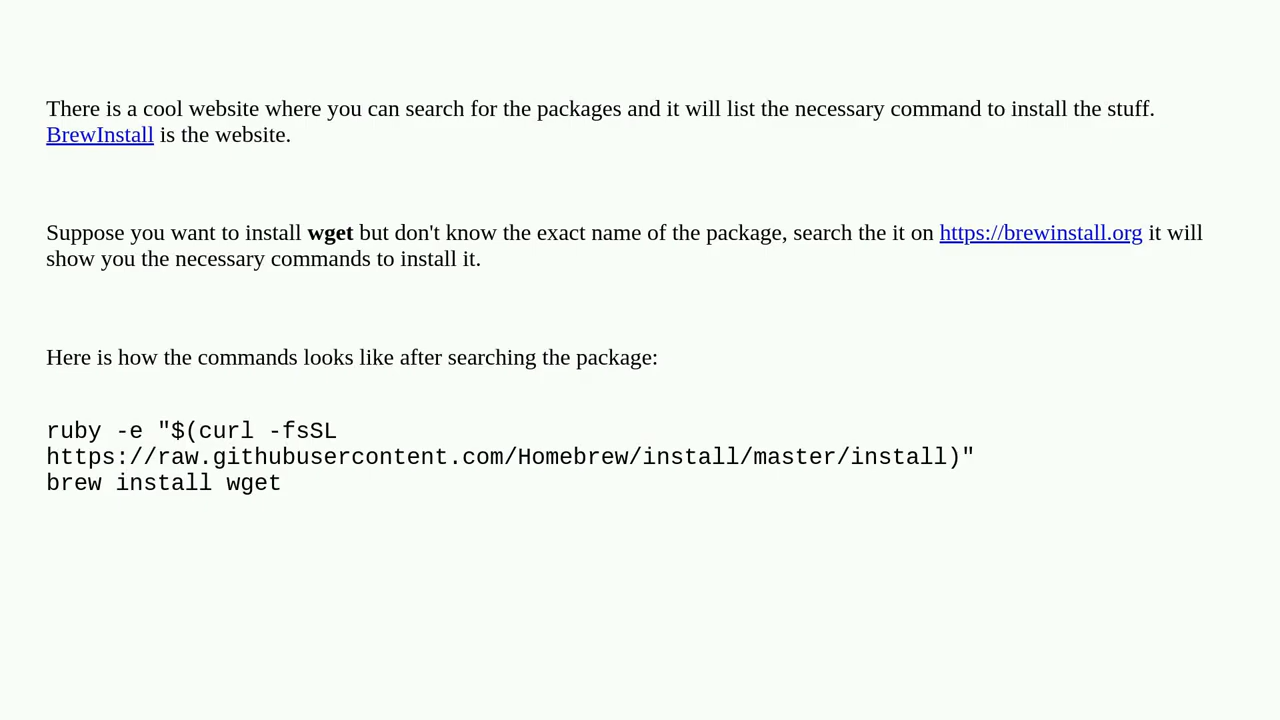 There is a cool website where you can search for the packages and it will list the necessary command to install the stuff.
BrewInstall is the website.
Suppose you want to install wget but don't know the exact name of the package, search the it on https://brewinstall.org it will
show you the necessary commands to install it.
Here is how the commands looks like after searching the package:
ruby -e "$(curl -fsSL
https://raw.githubusercontent.com/Homebrew/install/master/install)"
brew install wget